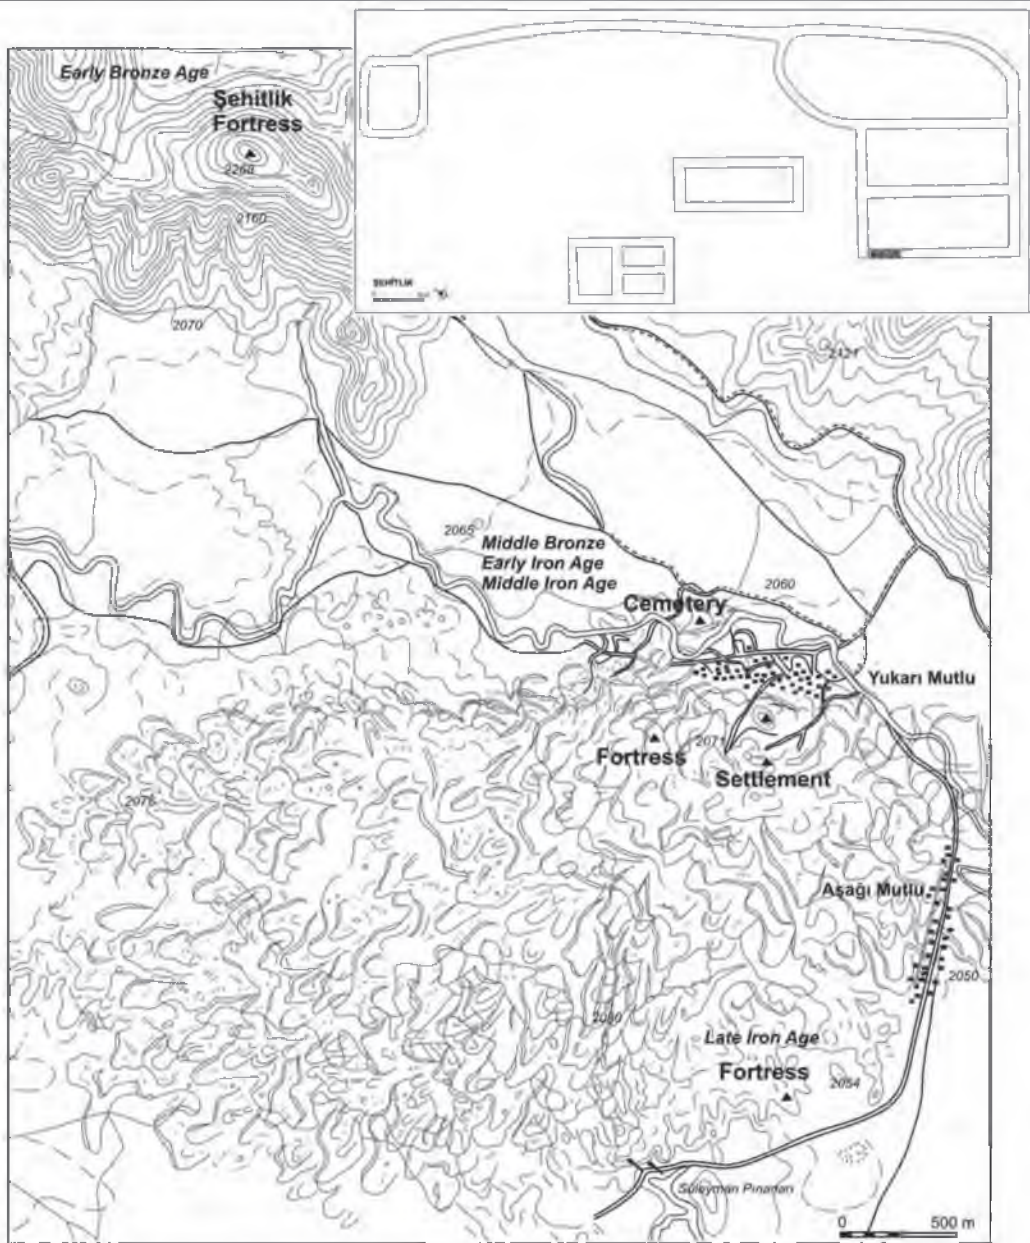 Early Bronze Age
Şehitlik
Fortress
2268
2160
ŞEHİTLİK
2070
2121
2065
Middle Bronze
Early Iron Age
Middle Iron Age
2060
Cemetery
Yukarı Mutlu
2071
Fortress
Settlement
2076
Aşağı Mutlu
2050
Late Iron Age
Fortress
2054
Süleyman Pınarları
0 500 m